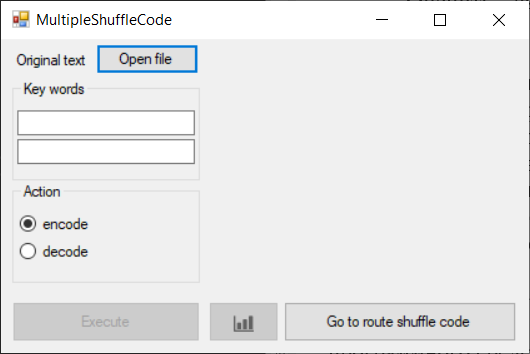 MultipleShuffleCode
Original text Open file
Key words
Action
encode
decode
Execute Go to route shuffle code